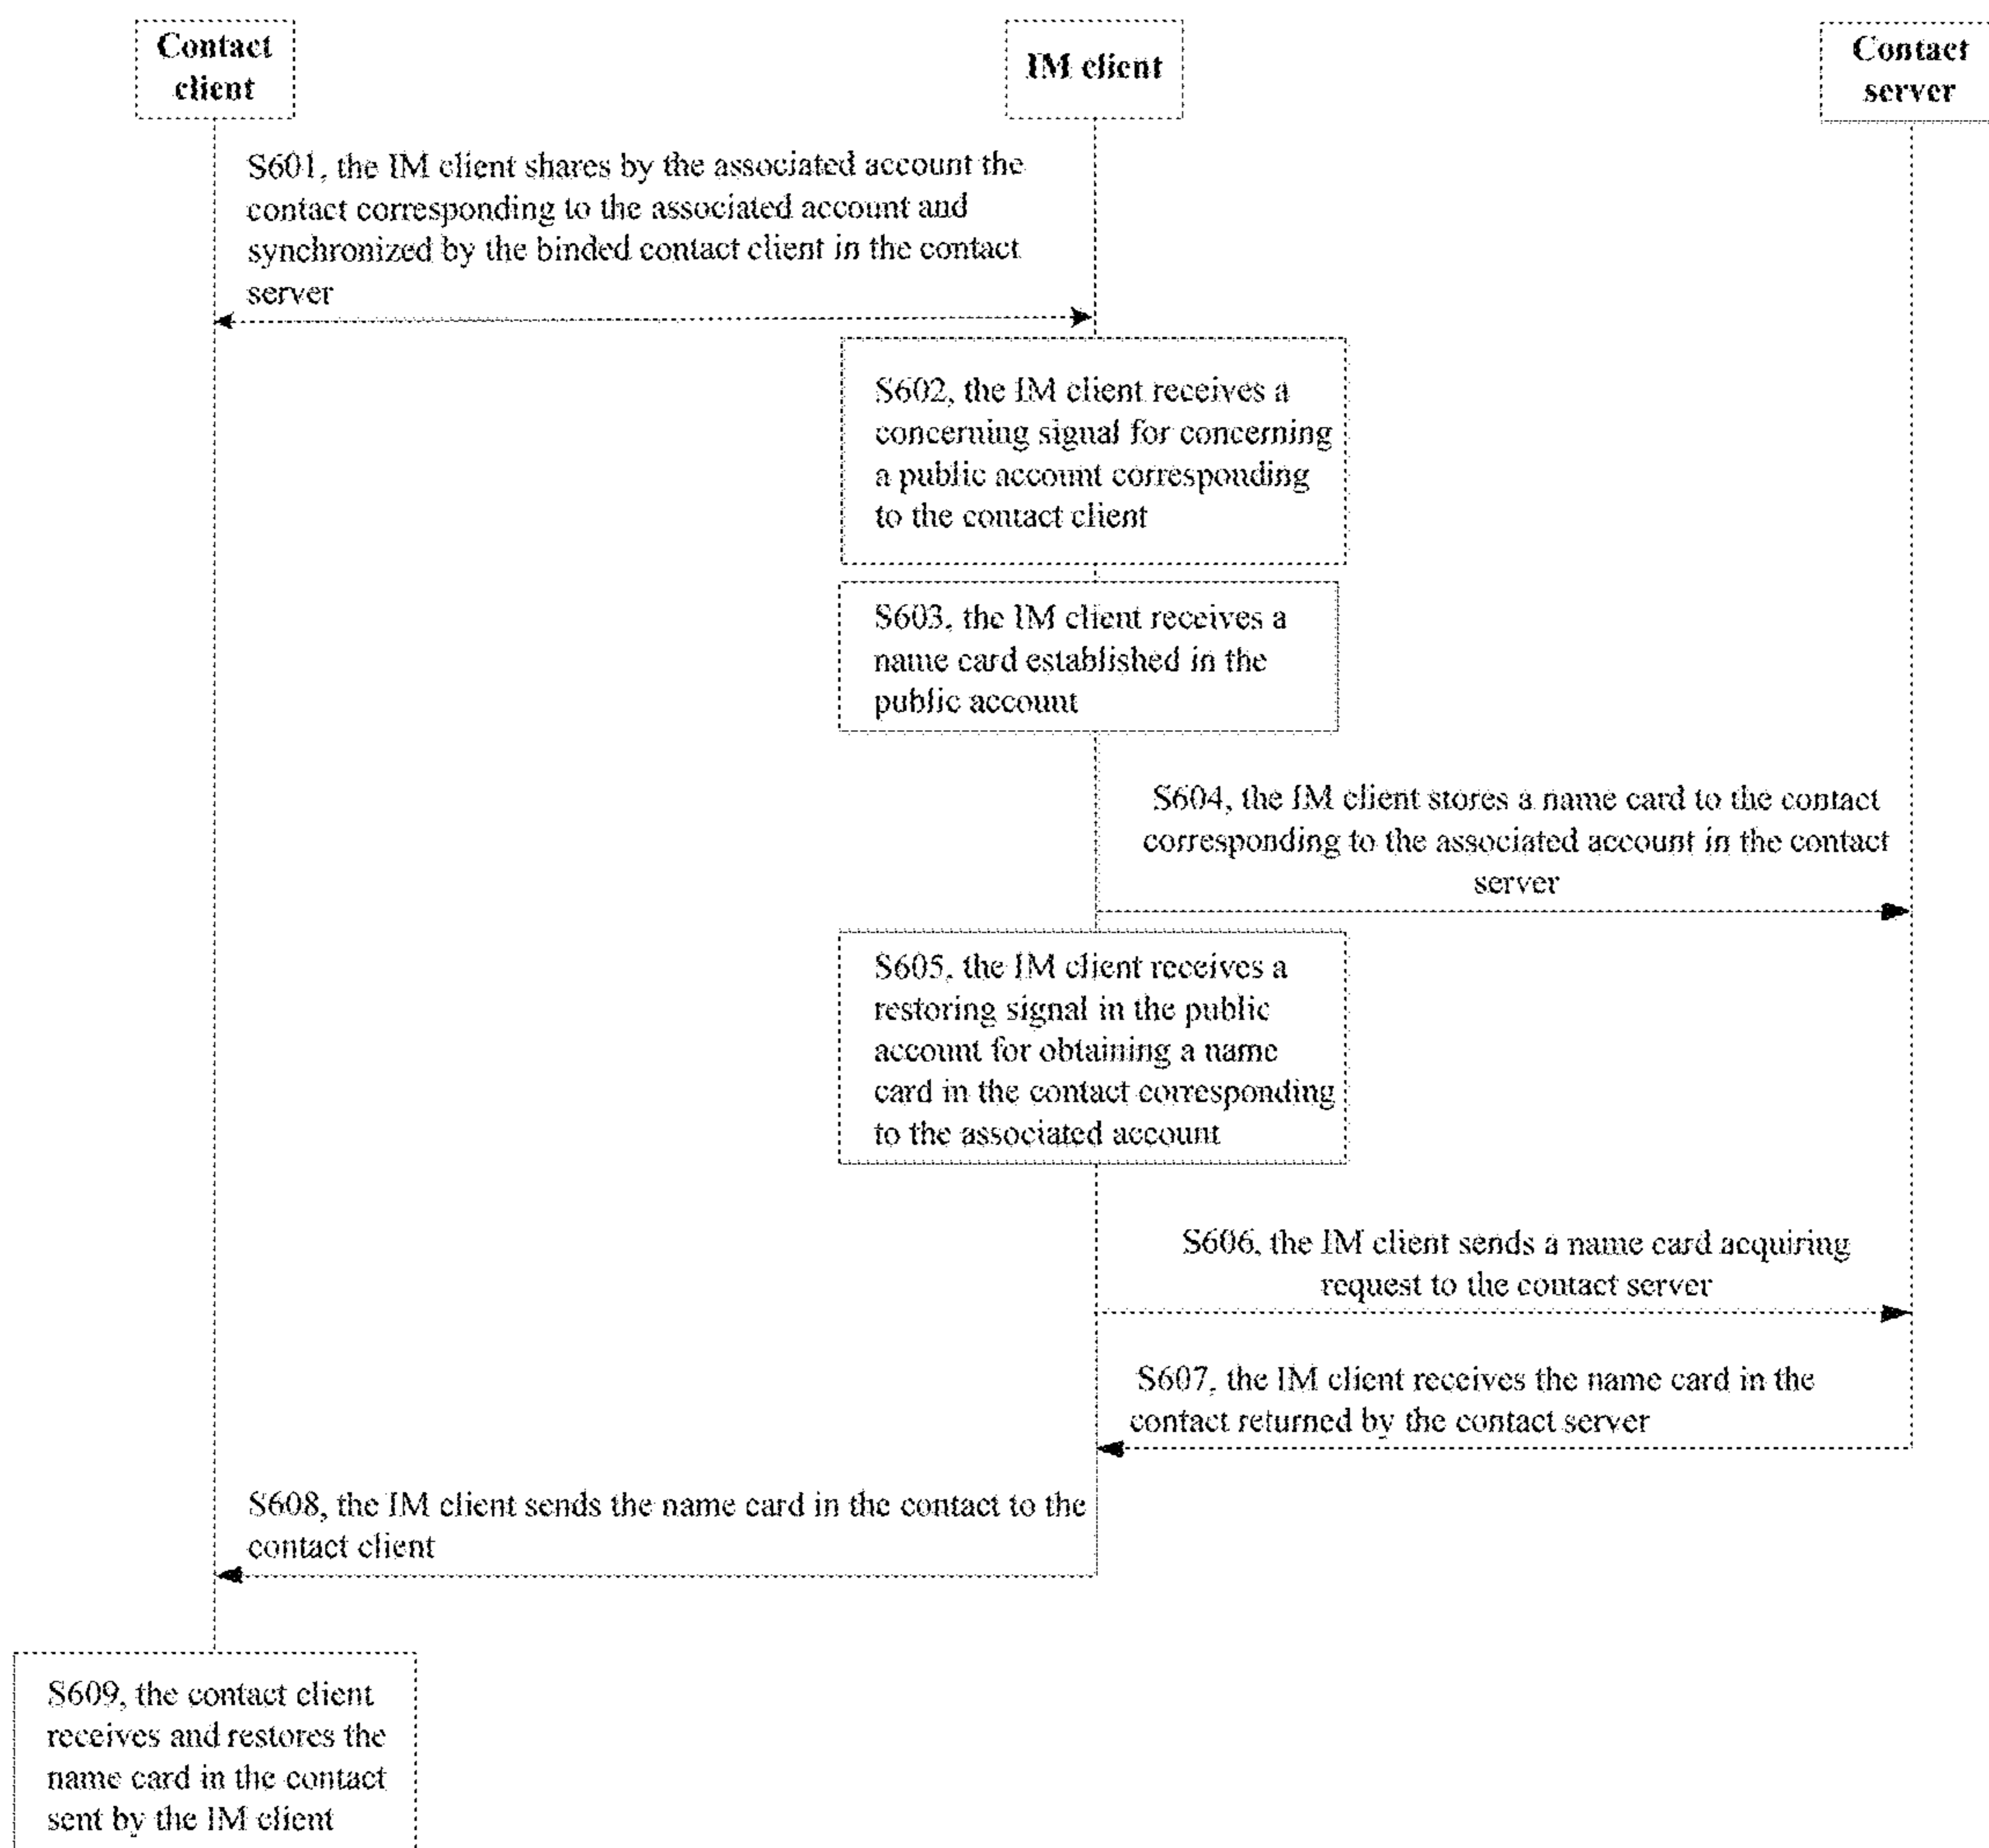 Contact
client
IM client
Contact
server
S601, the IM client shares by the associated account the
contact corresponding to the associated account and
synchronized by the binded contact client in the contact
server
S602, the IM client receives a
concerning signal for concerning
a public account corresponding
to the contact client
S603, the IM client receives a
name card established in the
public account
S604, the IM client stores a name card to the contact
corresponding to the associated account in the contact
server
S605, the IM client receives a
restoring signal in the public
account for obtaining a name
card in the contact corresponding
to the associated account
S606, the IM client sends a name card acquiring
request to the contact server
S607, the IM client receives the name card in the
contact returned by the contact server
S608, the IM client sends the name card in the contact to the
contact client
S609, the contact client
receives and restores the
name card in the contact
sent by the IM client